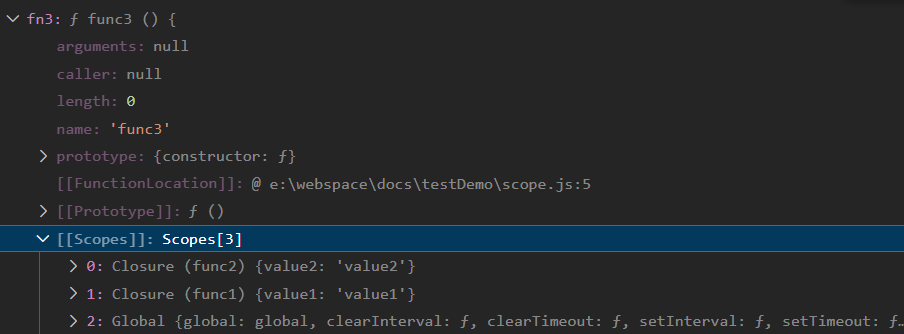 fn3: ƒ func3 () {
arguments: null
caller: null
length: 0
name: 'func3'
prototype: {constructor: ƒ}
[[FunctionLocation]]: @ e:\webspace\docs\testDemo\scope.js:5
[[Prototype]]: ƒ ()
[[Scopes]]: Scopes[3]
0: Closure (func2) {value2: 'value2'}
1: Closure (func1) {value1: 'value1'}
2: Global {global: global, clearInterval: ƒ, clearTimeout: ƒ, setInterval: ƒ, setTimeout: ƒ…